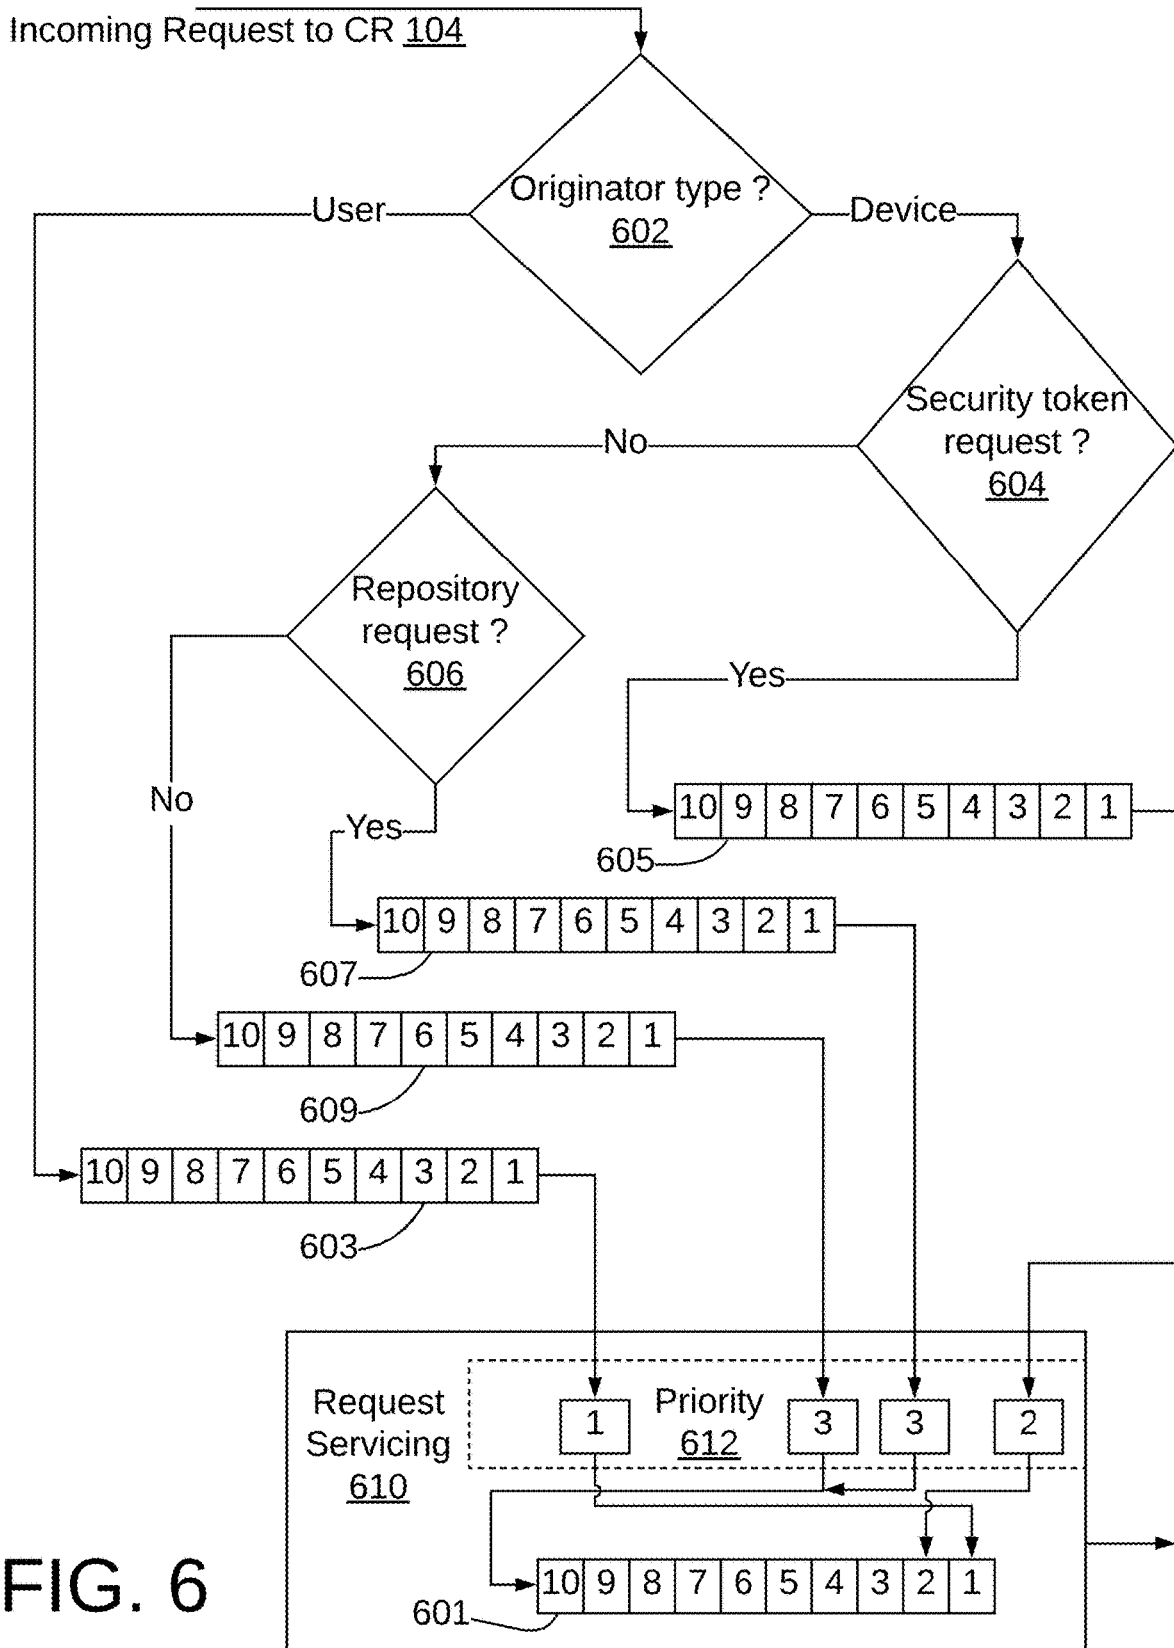 Incoming Request to CR 104
Originator type ?
602
User
Device
Security token
request ?
604
No
Repository
request ?
606
Yes
No
Yes
10 9 8 7 6 5 4 3 2 1
605
10 9 8 7 6 5 4 3 2 1
607
10 9 8 7 6 5 4 3 2 1
609
10 9 8 7 6 5 4 3 2 1
603
Request
Servicing
610
1
Priority
612
3
3
2
10 9 8 7 6 5 4 3 2 1
601
FIG. 6